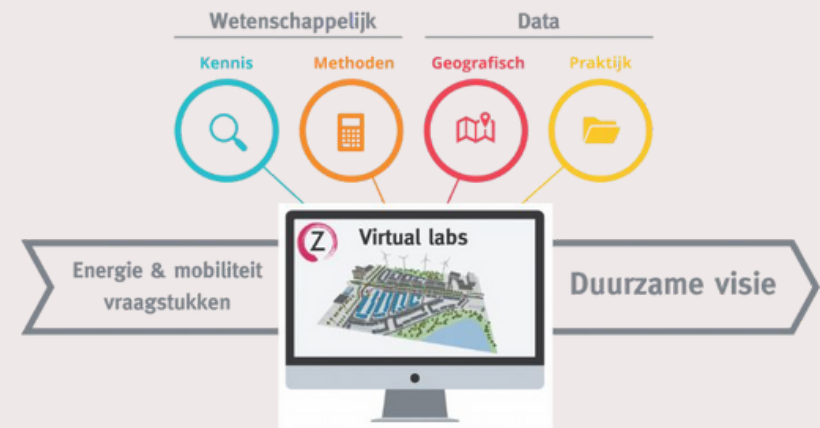 Wetenschappelijk
Data
Kennis
Methoden
Geografisch
Praktijk
Z
Virtual labs
Energie & mobiliteit
vraagstukken
Duurzame visie